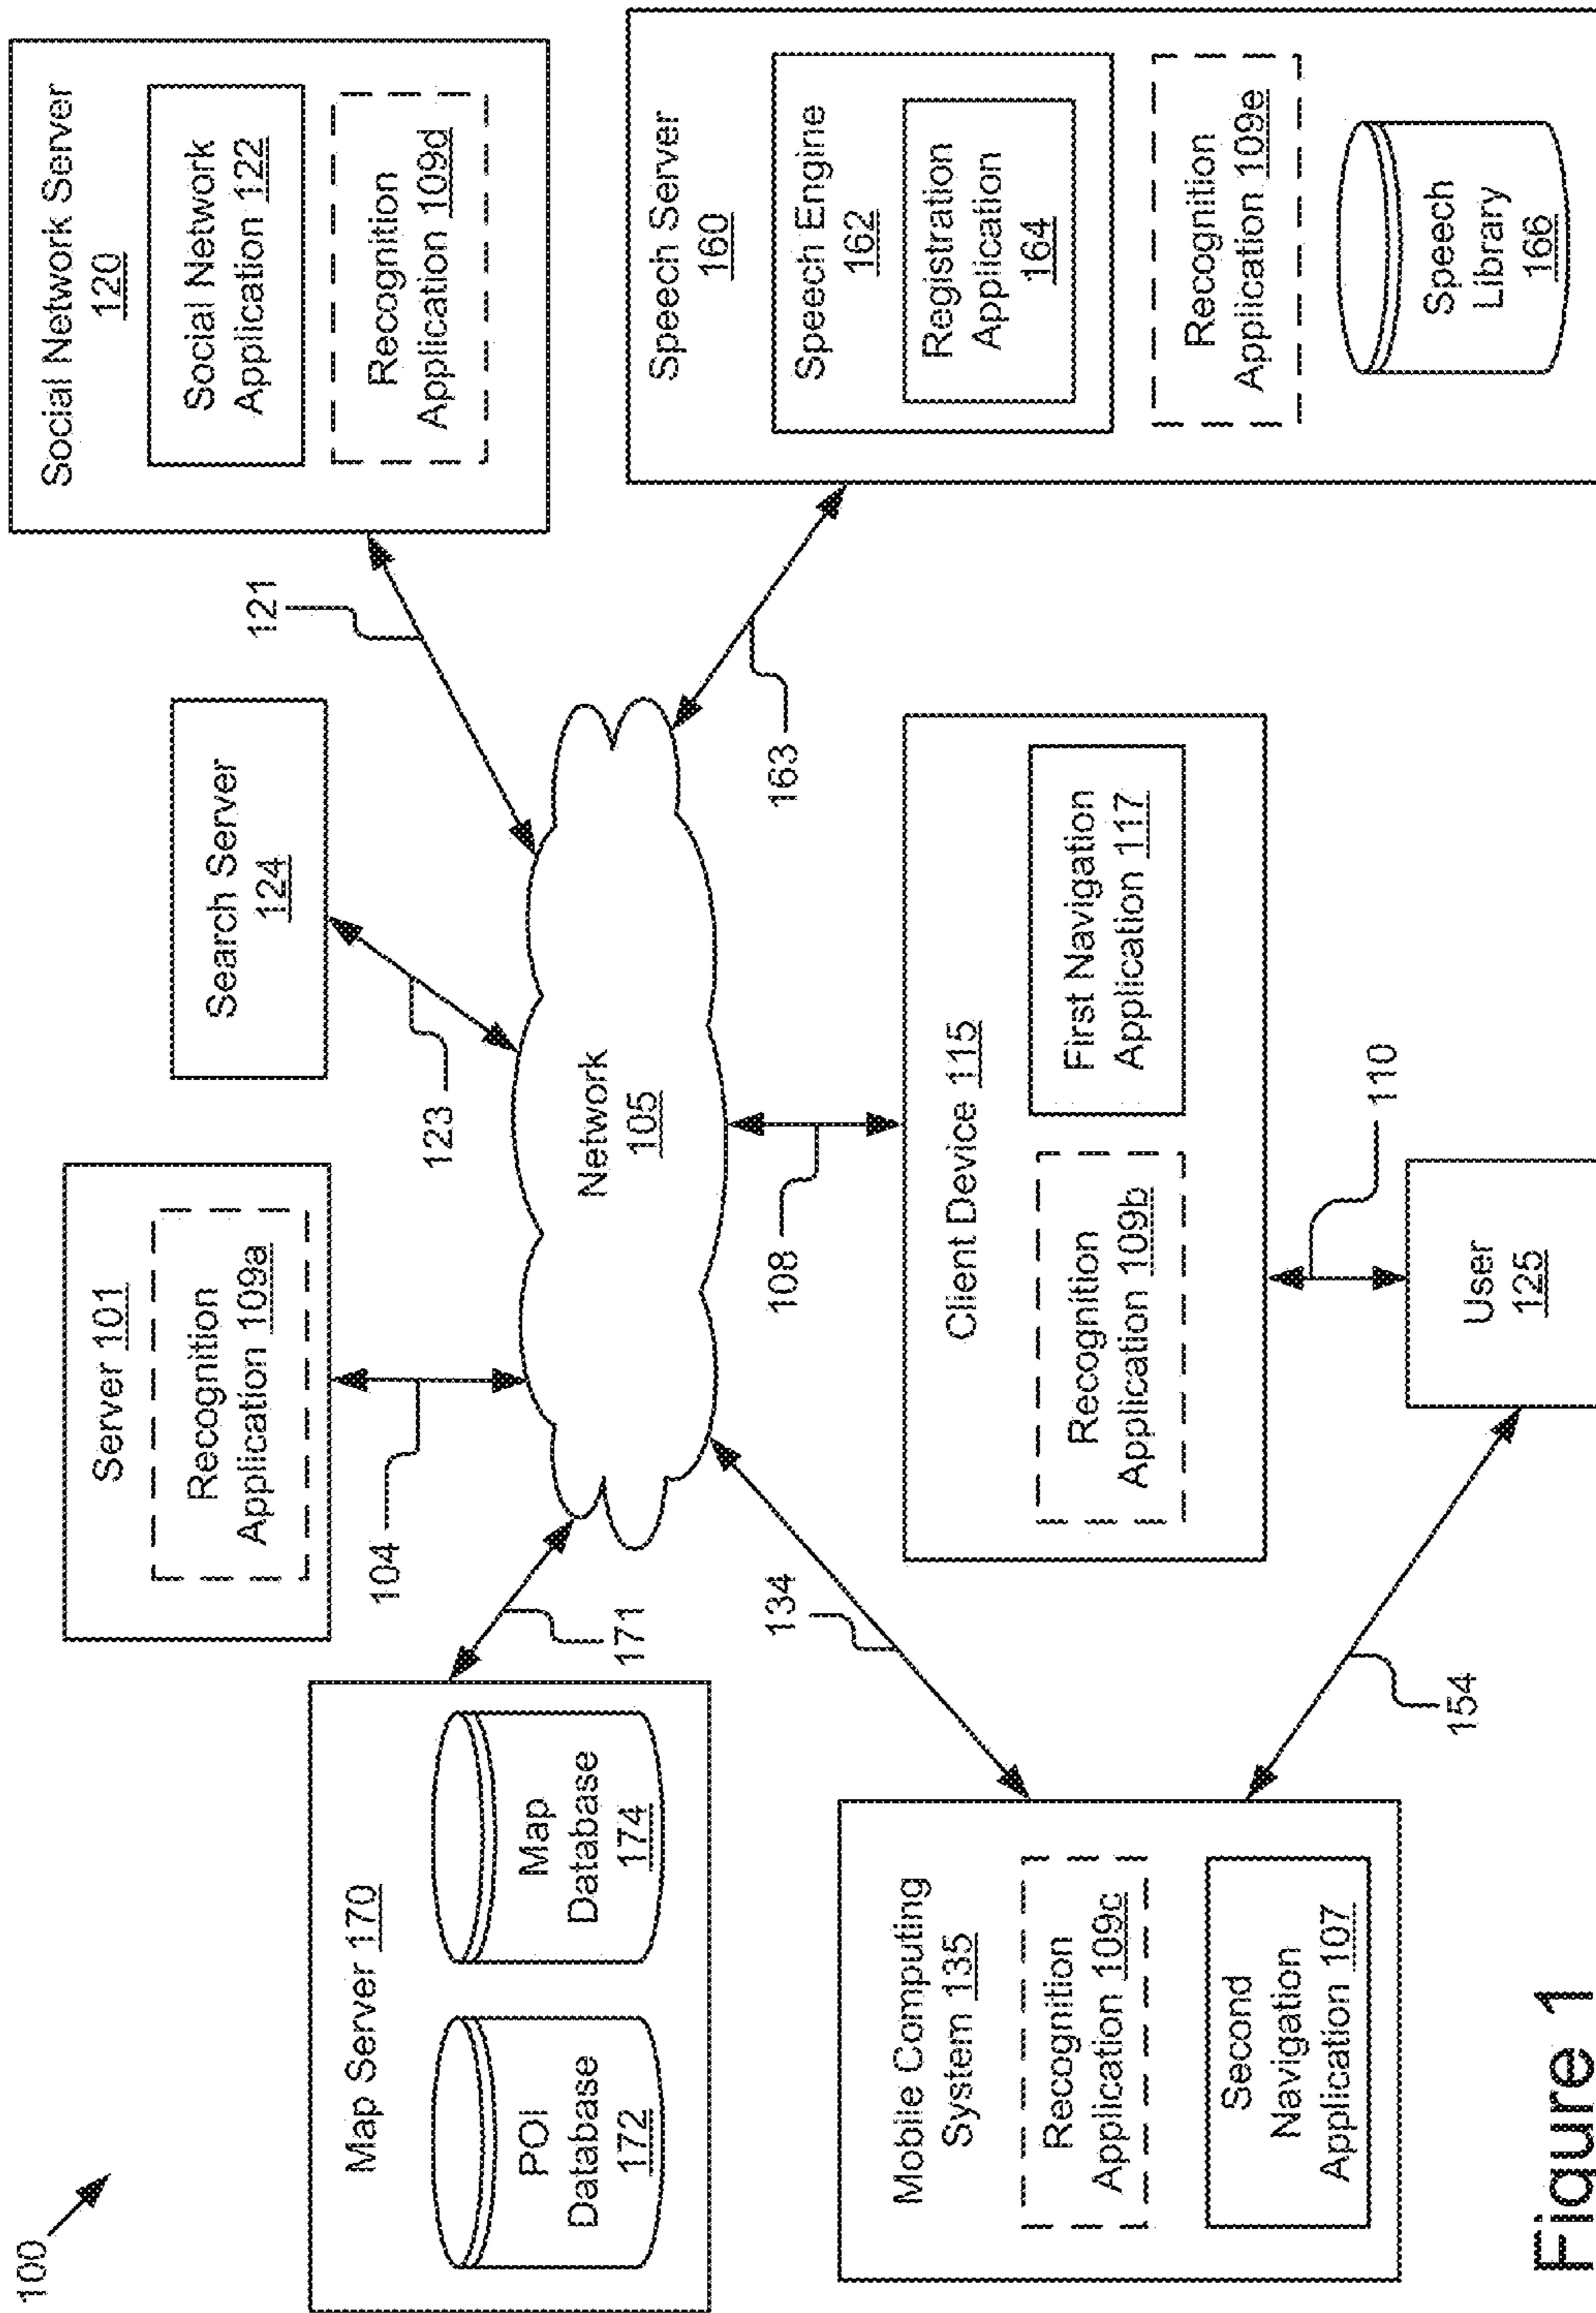 100
Map Server 170
POI
Database
172
Map
Database
174
171
Server 101
Recognition
Application 109a
104
Search Server
124
123
Social Network Server
120
Social Network
Application 122
Recognition
Application 109d
121
Network
105
Speech Server
160
Speech Engine
162
Registration
Application
164
Recognition
Application 109e
Speech
Library
166
163
134
108
Mobile Computing
System 135
Recognition
Application 109c
Second
Navigation
Application 107
Client Device 115
Recognition
Application 109b
First Navigation
Application 117
110
154
User
125
Figure 1